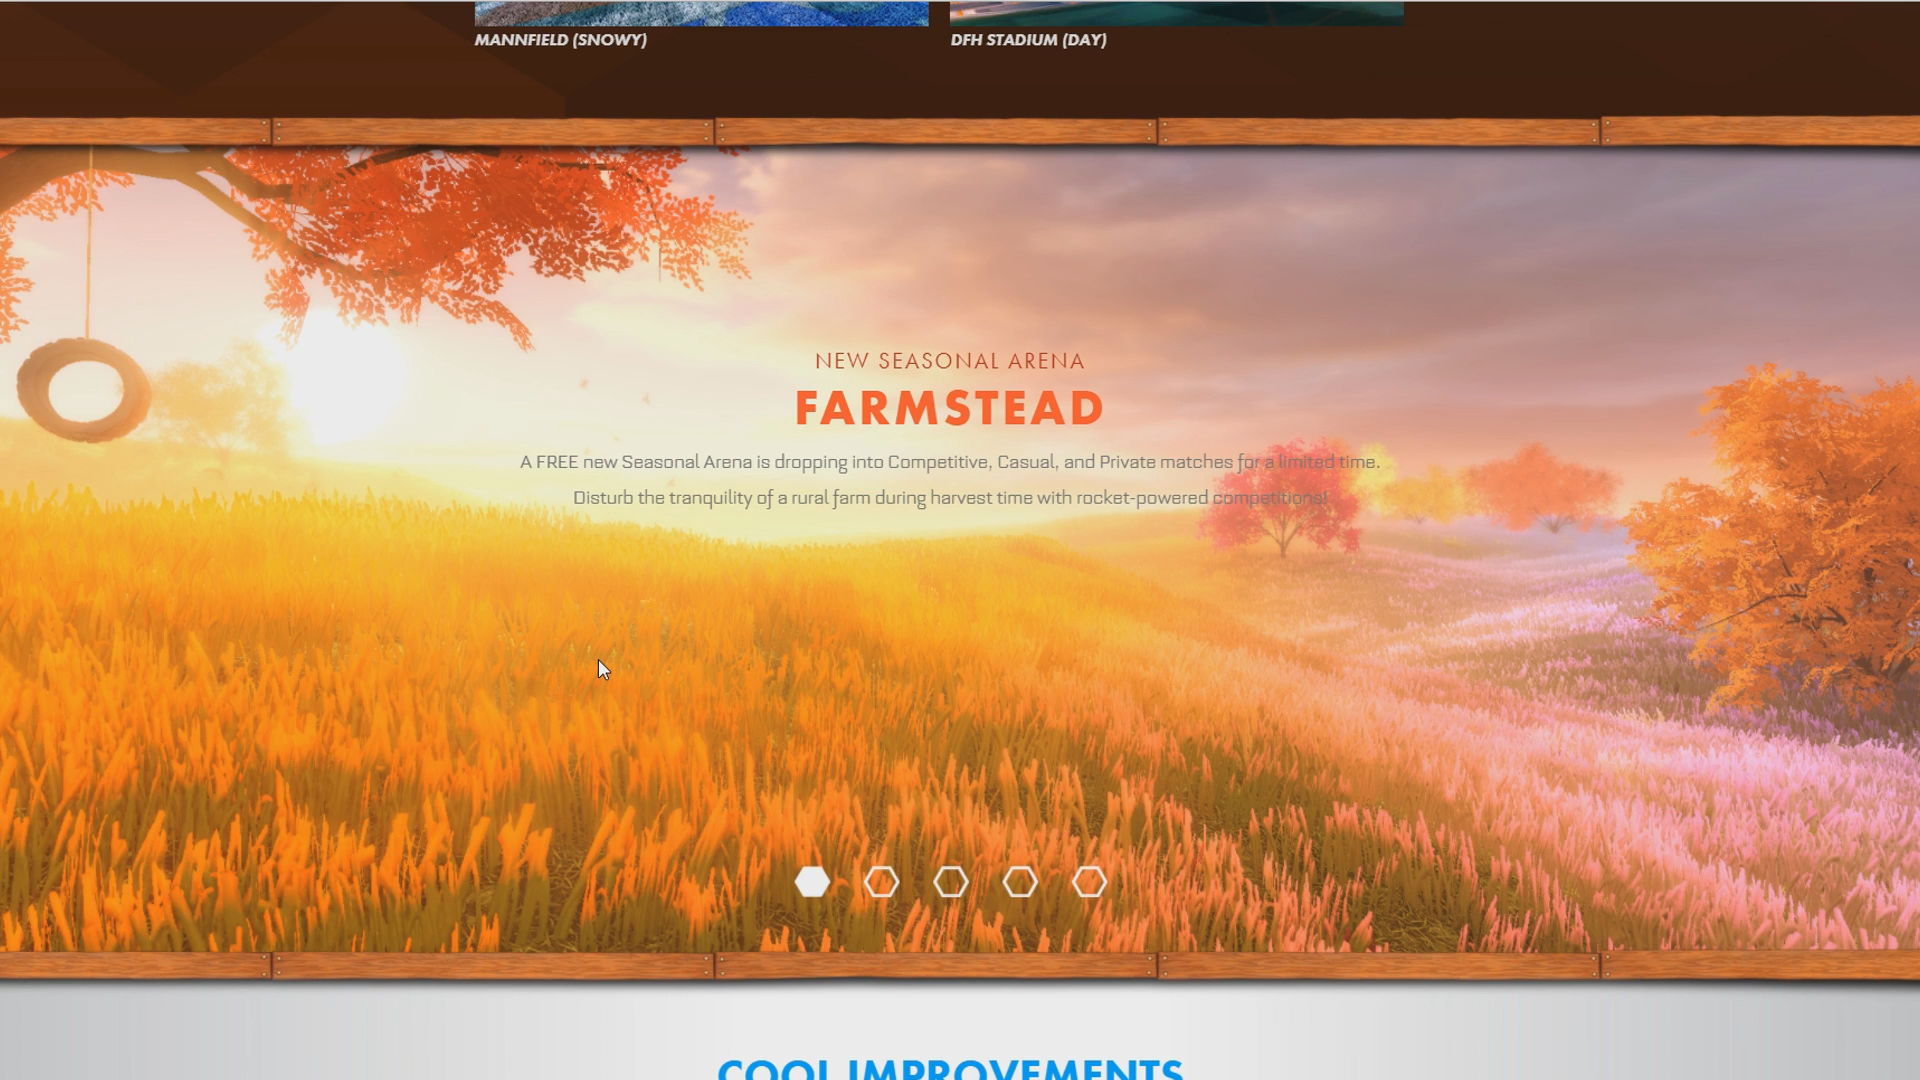 MANNFIELD (SNOWY)
DFH STADIUM (DAY)
NEW SEASONAL ARENA
FARMSTEAD
A FREE new Seasonal Arena is dropping into Competitive, Casual, and Private matches for a limited time.
Disturb the tranquility of a rural farm during harvest time with rocket-powered competitions!
COOL IMPROVEMENTS